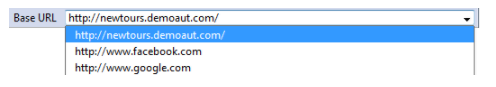 Base URL http://newtours.demoaut.com/
http://newtours.demoaut.com/
http://www.facebook.com
http://www.google.com